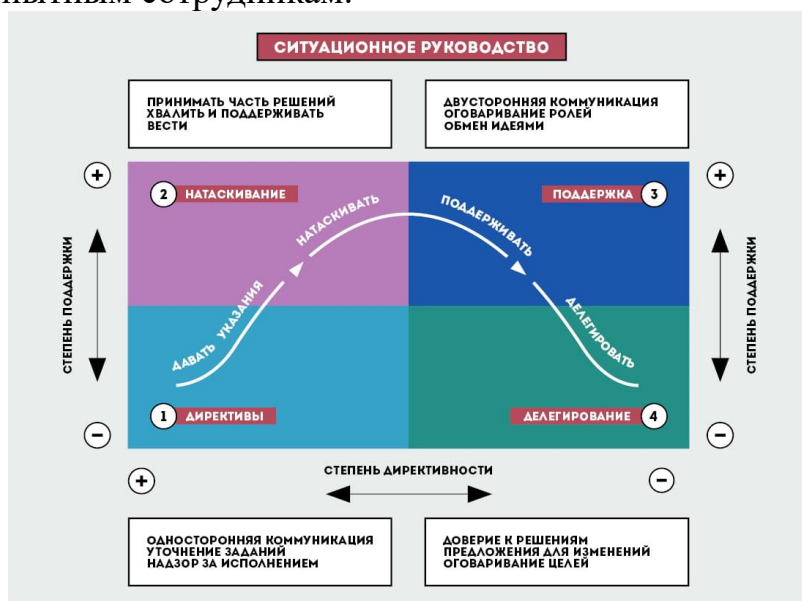 опытным сотрудникам.
СИТУАЦИОННОЕ РУКОВОДСТВО
ПРИНИМАТЬ ЧАСТЬ РЕШЕНИЙ
ХВАЛИТЬ И ПОДДЕРЖИВАТЬ
ВЕСТИ
ДВУСТОРОННЯЯ КОММУНИКАЦИЯ
ОГОВАРИВАНИЕ РОЛЕЙ
ОБМЕН ИДЕЯМИ
+
+
2 НАТАСКИВАНИЕ
ПОДДЕРЖКА 3
НАТАСКИВАТЬ
ПОДДЕРЖИВАТЬ
СТЕПЕНЬ ПОДДЕРЖКИ
СТЕПЕНЬ ПОДДЕРЖКИ
ДАВАТЬ УКАЗАНИЯ
ДЕЛЕГИРОВАТЬ
1 ДИРЕКТИВЫ
ДЕЛЕГИРОВАНИЕ 4
−
−
СТЕПЕНЬ ДИРЕКТИВНОСТИ
+
−
ОДНОСТОРОННЯЯ КОММУНИКАЦИЯ
УТОЧНЕНИЕ ЗАДАНИЙ
НАДЗОР ЗА ИСПОЛНЕНИЕМ
ДОВЕРИЕ К РЕШЕНИЯМ
ПРЕДЛОЖЕНИЯ ДЛЯ ИЗМЕНЕНИЙ
ОГОВАРИВАНИЕ ЦЕЛЕЙ